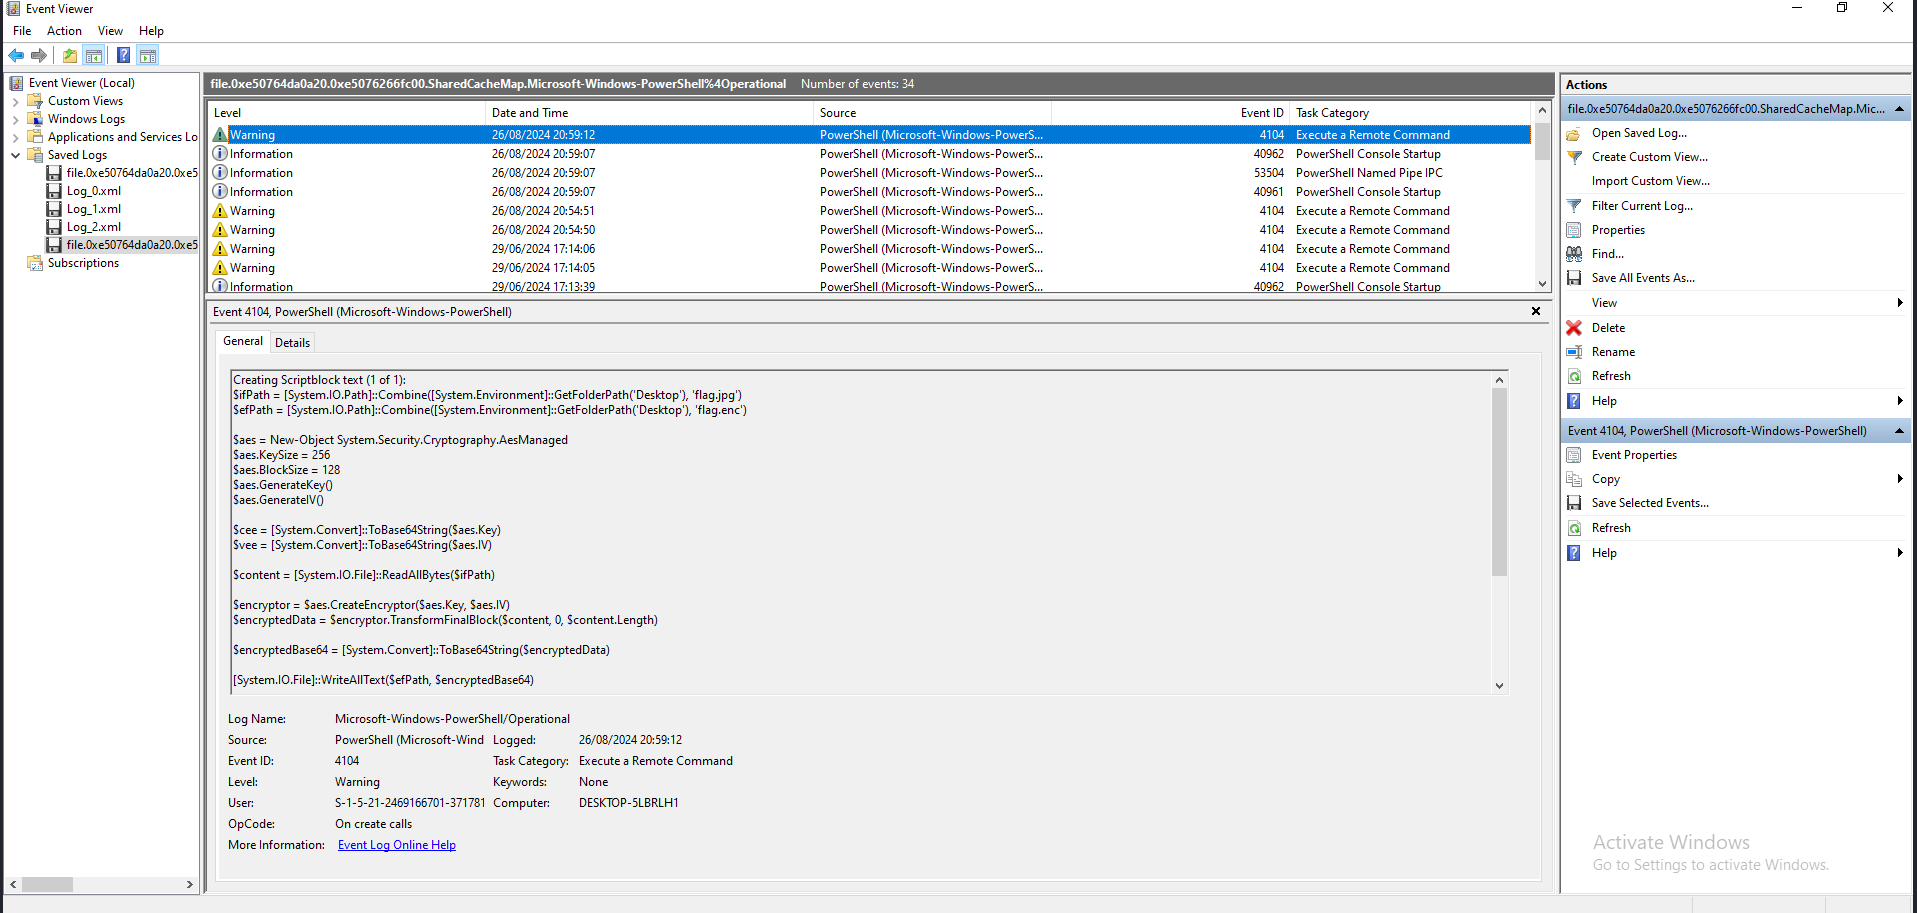 Event Viewer
File Action View Help
Event Viewer (Local)
Custom Views
Windows Logs
Applications and Services Lo
Saved Logs
file.0xe50764da0a20.0xe5
Log_0.xml
Log_1.xml
Log_2.xml
file.0xe50764da0a20.0xe5
Subscriptions
file.0xe50764da0a20.0xe5076266fc00.SharedCacheMap.Microsoft-Windows-PowerShell%4Operational Number of events: 34
Level Date and Time Source Event ID Task Category
Warning 26/08/2024 20:59:12 PowerShell (Microsoft-Windows-PowerS... 4104 Execute a Remote Command
Information 26/08/2024 20:59:07 PowerShell (Microsoft-Windows-PowerS... 40962 PowerShell Console Startup
Information 26/08/2024 20:59:07 PowerShell (Microsoft-Windows-PowerS... 53504 PowerShell Named Pipe IPC
Information 26/08/2024 20:59:07 PowerShell (Microsoft-Windows-PowerS... 40961 PowerShell Console Startup
Warning 26/08/2024 20:54:51 PowerShell (Microsoft-Windows-PowerS... 4104 Execute a Remote Command
Warning 26/08/2024 20:54:50 PowerShell (Microsoft-Windows-PowerS... 4104 Execute a Remote Command
Warning 29/06/2024 17:14:06 PowerShell (Microsoft-Windows-PowerS... 4104 Execute a Remote Command
Warning 29/06/2024 17:14:05 PowerShell (Microsoft-Windows-PowerS... 4104 Execute a Remote Command
Information 29/06/2024 17:13:39 PowerShell (Microsoft-Windows-PowerS... 40962 PowerShell Console Startup
Event 4104, PowerShell (Microsoft-Windows-PowerShell)
General Details
Creating Scriptblock text (1 of 1):
$ifPath = [System.IO.Path]::Combine([System.Environment]::GetFolderPath('Desktop'), 'flag.jpg')
$efPath = [System.IO.Path]::Combine([System.Environment]::GetFolderPath('Desktop'), 'flag.enc')
$aes = New-Object System.Security.Cryptography.AesManaged
$aes.KeySize = 256
$aes.BlockSize = 128
$aes.GenerateKey()
$aes.GenerateIV()
$cee = [System.Convert]::ToBase64String($aes.Key)
$vee = [System.Convert]::ToBase64String($aes.IV)
$content = [System.IO.File]::ReadAllBytes($ifPath)
$encryptor = $aes.CreateEncryptor($aes.Key, $aes.IV)
$encryptedData = $encryptor.TransformFinalBlock($content, 0, $content.Length)
$encryptedBase64 = [System.Convert]::ToBase64String($encryptedData)
[System.IO.File]::WriteAllText($efPath, $encryptedBase64)
Log Name: Microsoft-Windows-PowerShell/Operational
Source: PowerShell (Microsoft-Wind Logged: 26/08/2024 20:59:12
Event ID: 4104 Task Category: Execute a Remote Command
Level: Warning Keywords: None
User: S-1-5-21-2469166701-371781 Computer: DESKTOP-5LBRLH1
OpCode: On create calls
More Information: Event Log Online Help
Actions
file.0xe50764da0a20.0xe5076266fc00.SharedCacheMap.Mic...
Open Saved Log...
Create Custom View...
Import Custom View...
Filter Current Log...
Properties
Find...
Save All Events As...
View
Delete
Rename
Refresh
Help
Event 4104, PowerShell (Microsoft-Windows-PowerShell)
Event Properties
Copy
Save Selected Events...
Refresh
Help
Activate Windows
Go to Settings to activate Windows.